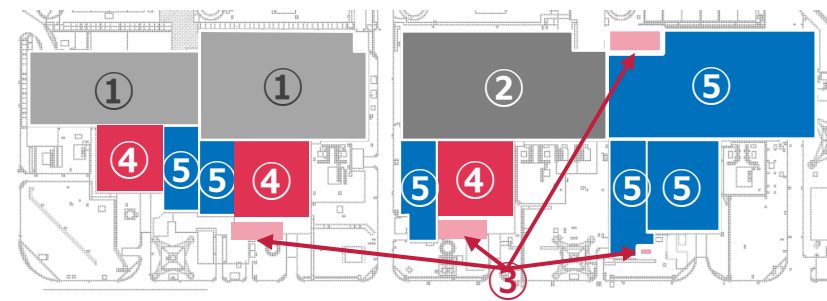 ① ① ② ⑤
④ ⑤ ⑤ ④ ⑤ ④ ⑤ ⑤
③